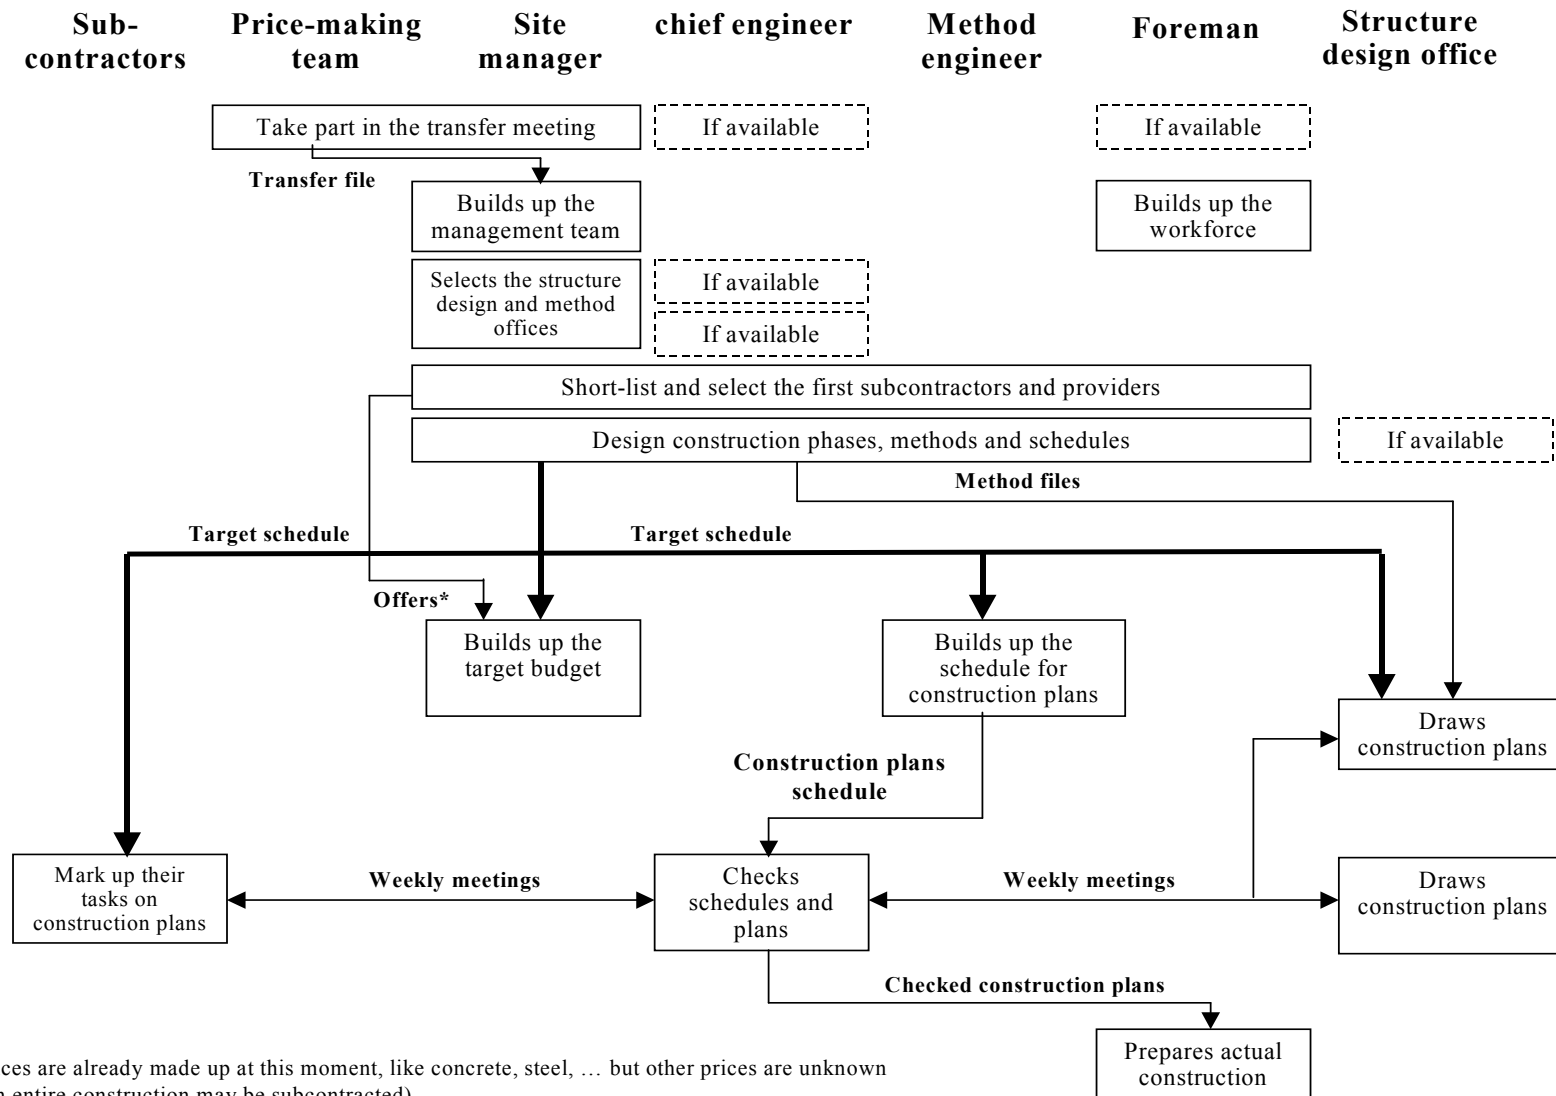 Sub-
contractors
Price-making
team
Site
manager
chief engineer
Method
engineer
Foreman
Structure
design office
Take part in the transfer meeting
If available
If available
Transfer file
Builds up the
management team
Builds up the
workforce
Selects the structure
design and method
offices
If available
If available
Short-list and select the first subcontractors and providers
Design construction phases, methods and schedules
If available
Method files
Target schedule
Target schedule
Offers*
Builds up the
target budget
Builds up the
schedule for
construction plans
Draws
construction plans
Construction plans
schedule
Mark up their
tasks on
construction plans
Weekly meetings
Checks
schedules and
plans
Weekly meetings
Draws
construction plans
Checked construction plans
Prepares actual
construction
ces are already made up at this moment, like concrete, steel, … but other prices are unknown
n entire construction may be subcontracted)